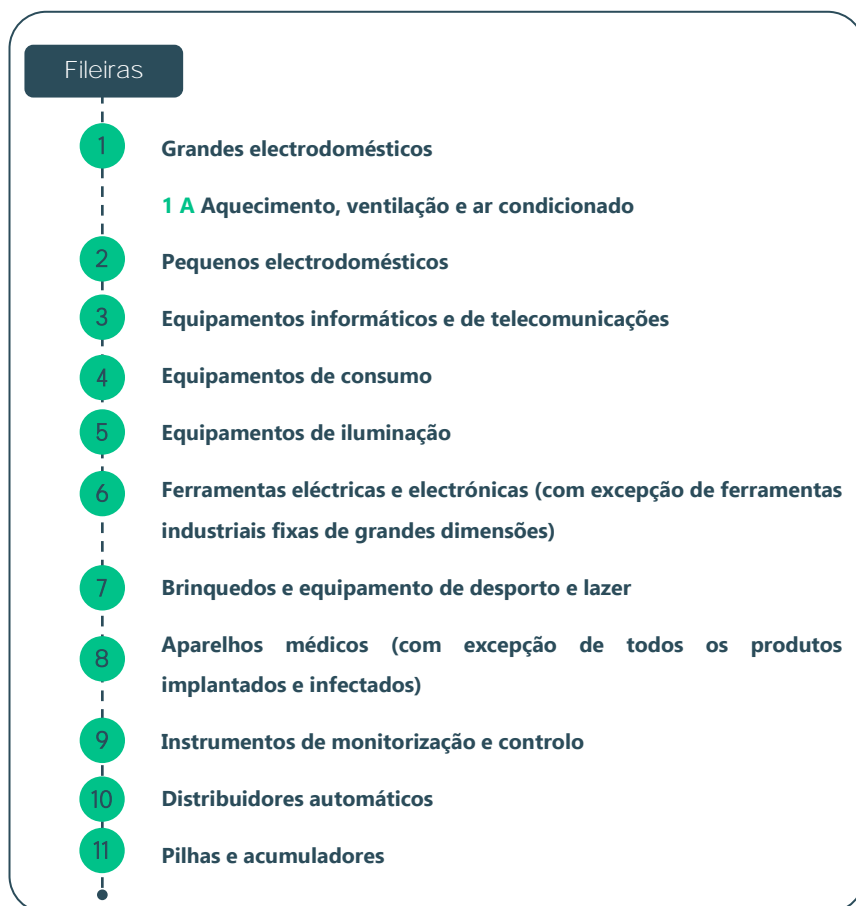 Fileiras
1 Grandes electrodomésticos
1 A Aquecimento, ventilação e ar condicionado
2 Pequenos electrodomésticos
3 Equipamentos informáticos e de telecomunicações
4 Equipamentos de consumo
5 Equipamentos de iluminação
6 Ferramentas eléctricas e electrónicas (com excepção de ferramentas
industriais fixas de grandes dimensões)
7 Brinquedos e equipamento de desporto e lazer
8 Aparelhos médicos (com excepção de todos os produtos
implantados e infectados)
9 Instrumentos de monitorização e controlo
10 Distribuidores automáticos
11 Pilhas e acumuladores